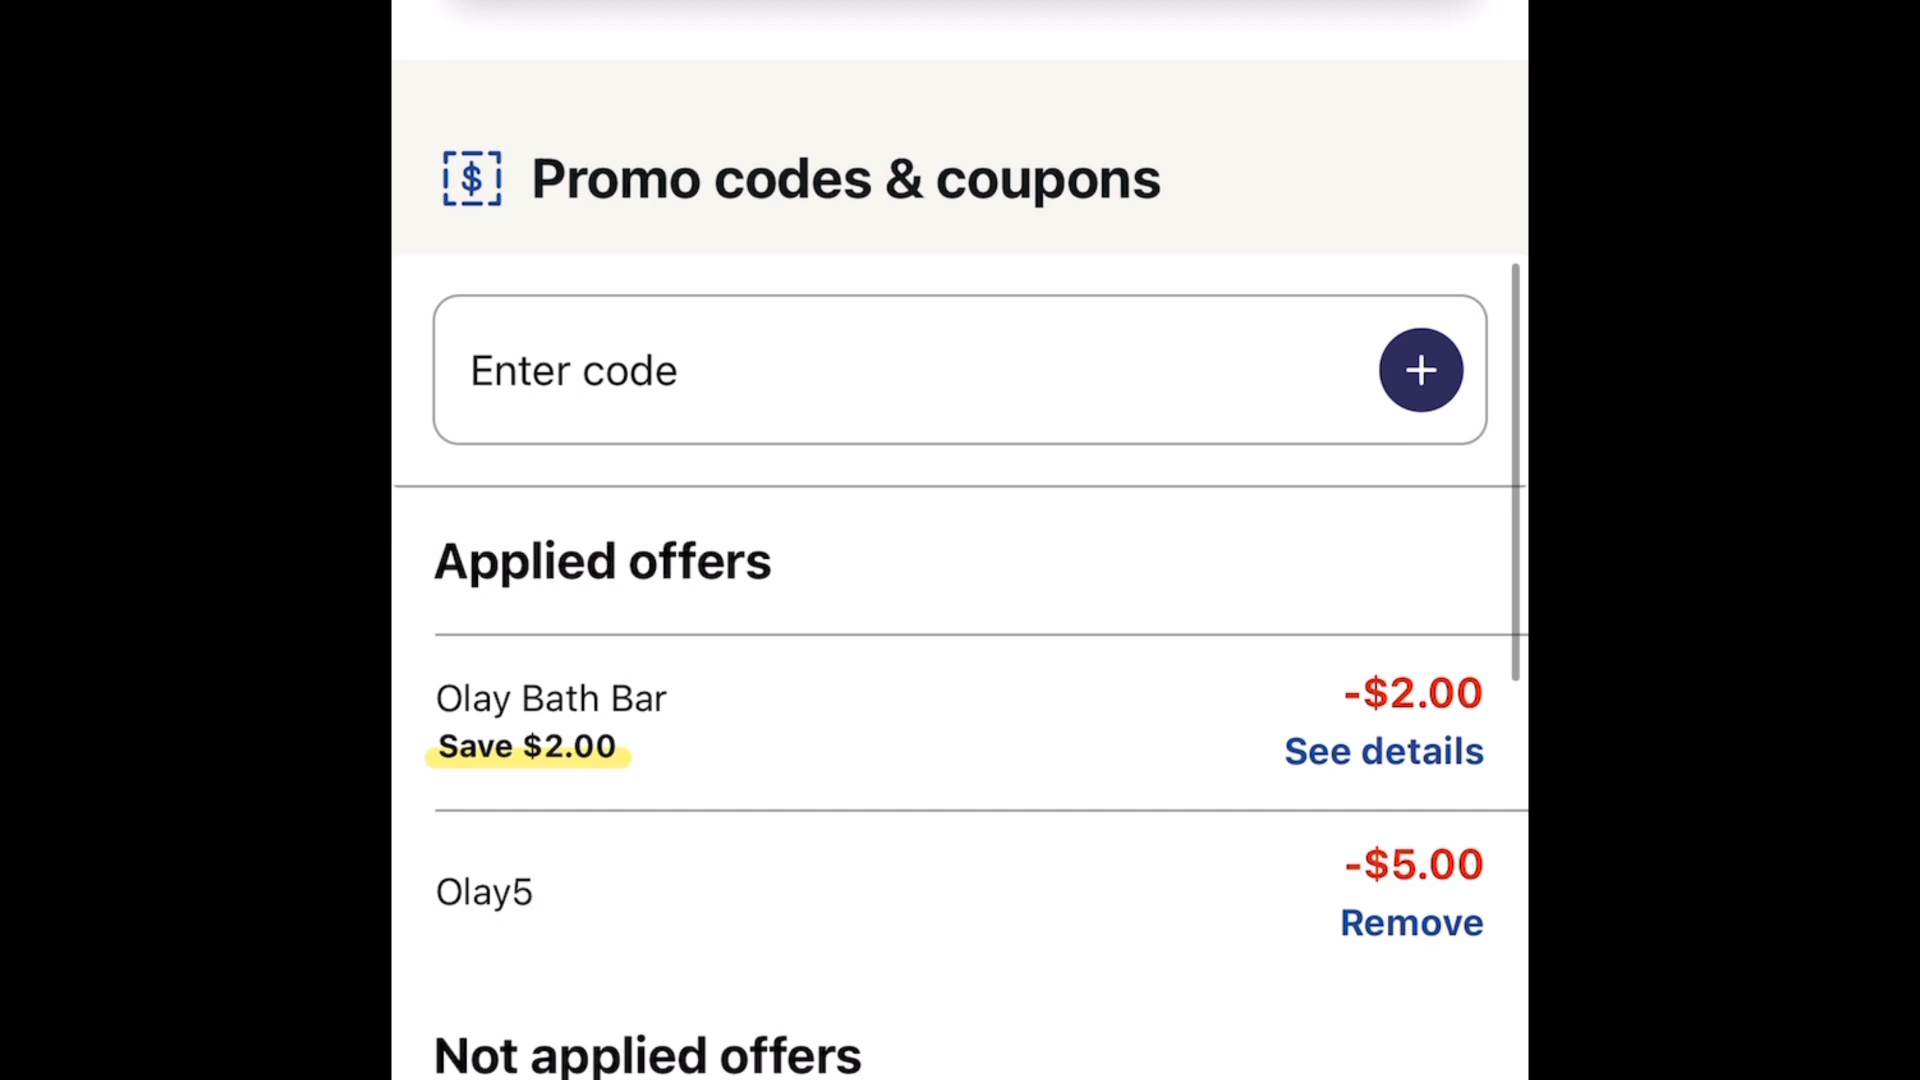 $ Promo codes & coupons
Enter code +
Applied offers
Olay Bath Bar -$2.00
Save $2.00 See details
Olay5 -$5.00
Remove
Not applied offers